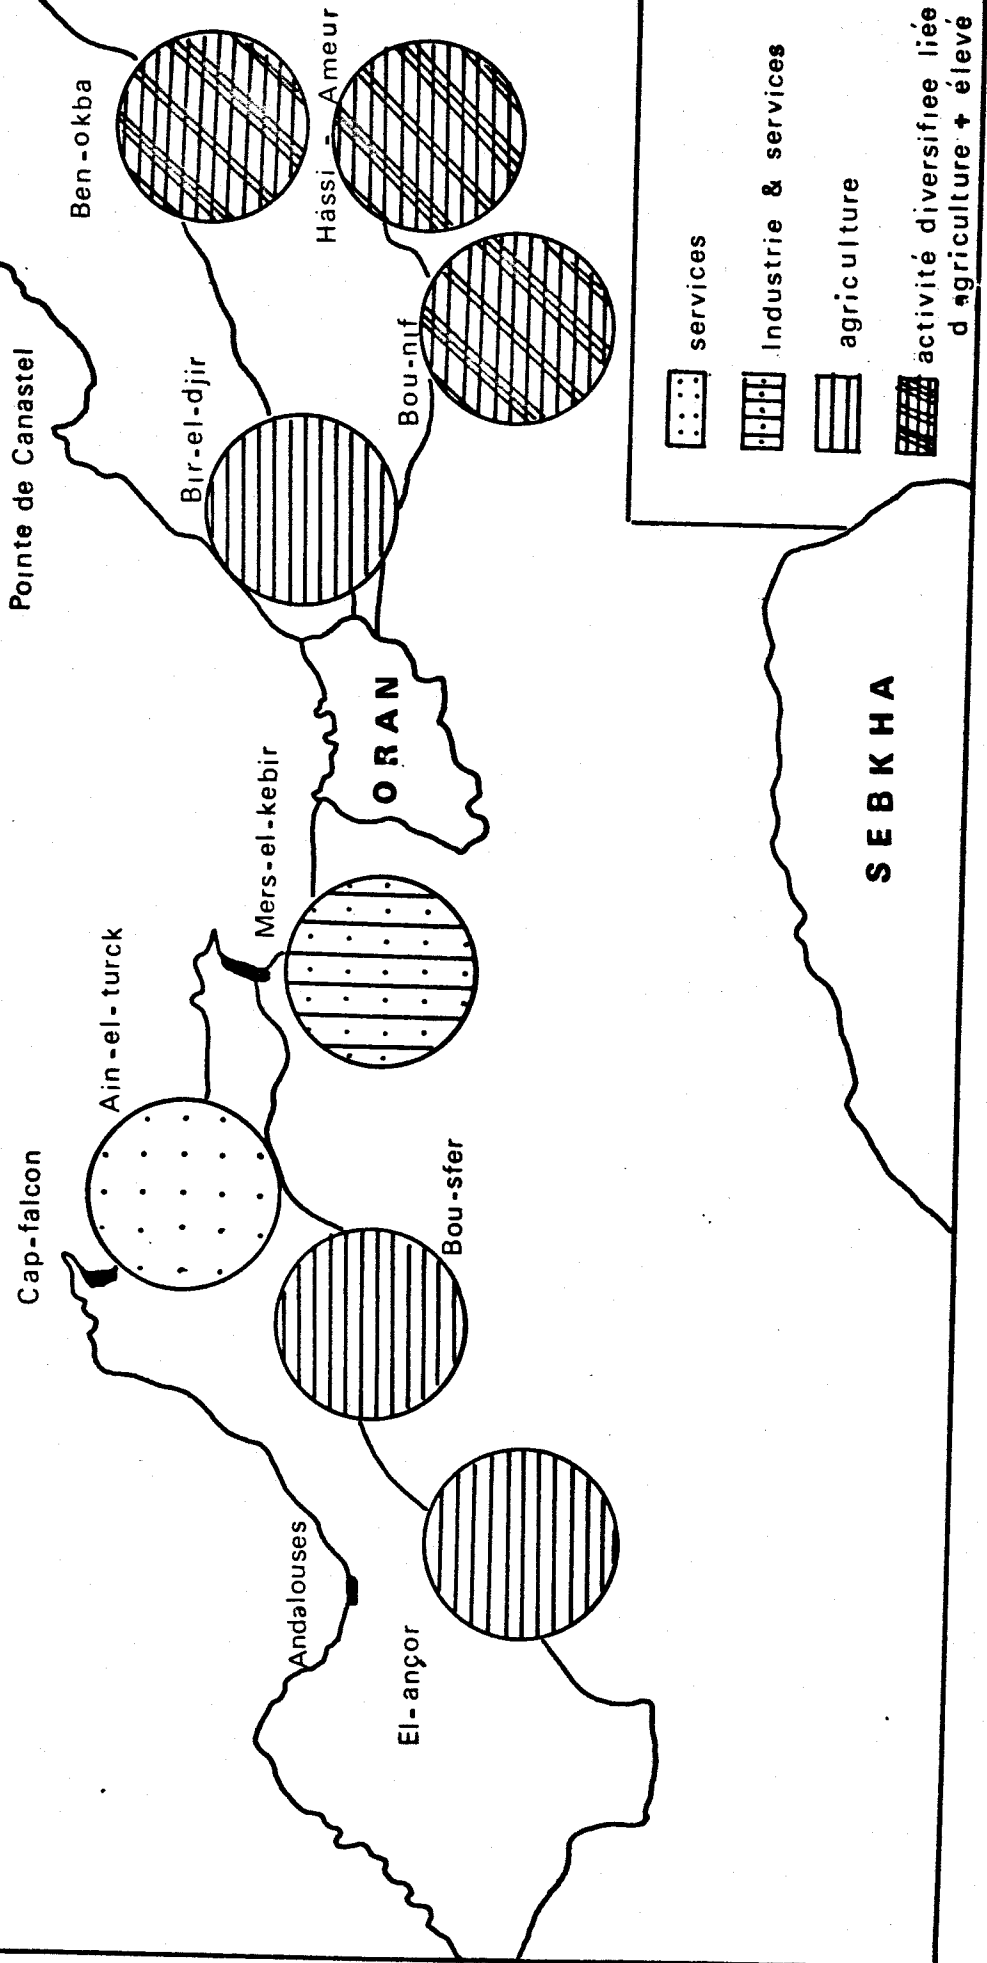 Pointe de Canastel
Ben-okba
Hássi - Ameur
Bir-el-djir
Bou-nif
Cap-falcon
Ain-el-turck
Mers-el-kebir
ORAN
Bou-sfer
Andalouses
El-ançor
SEBKHA
services
Industrie & services
agriculture
activité diversifiee liée
d agriculture + élevé